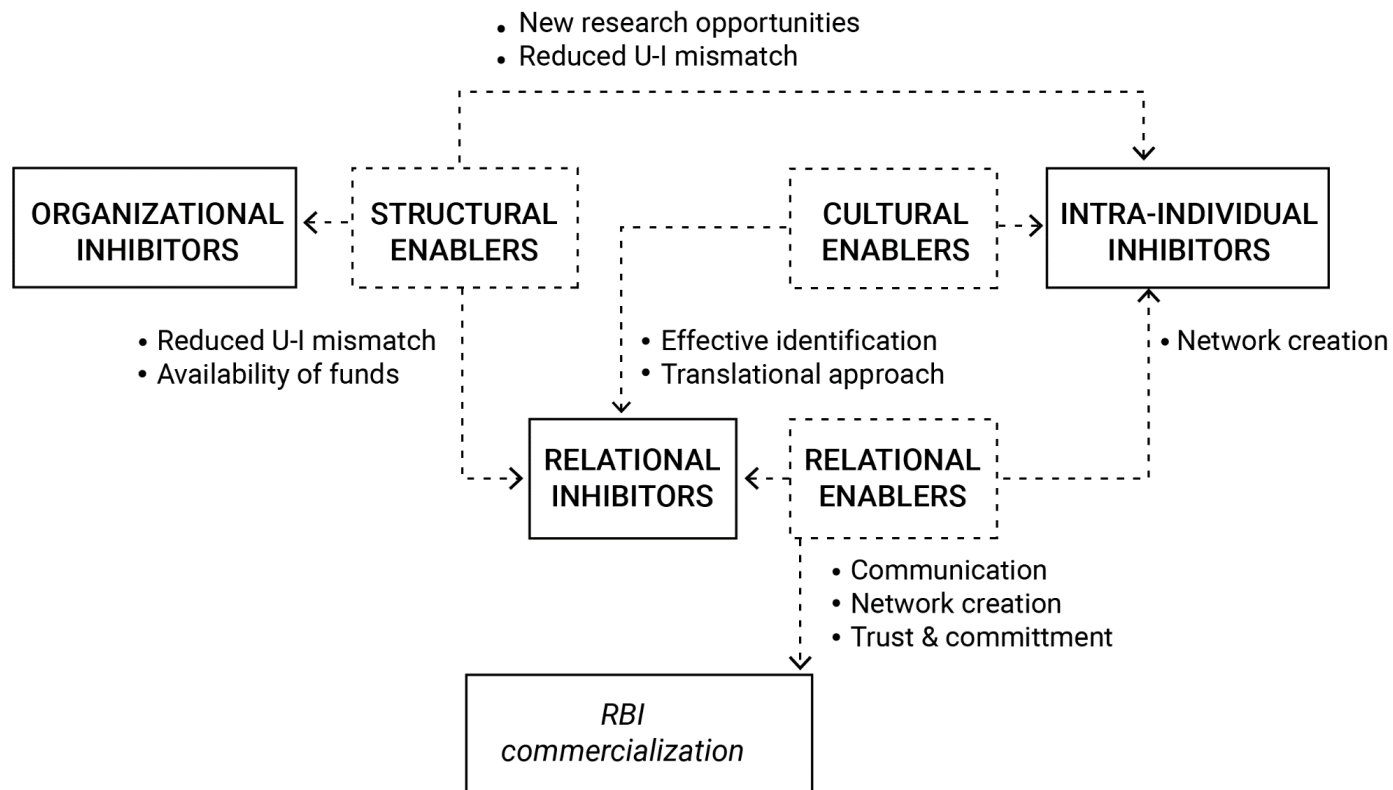 • New research opportunities
• Reduced U-I mismatch
ORGANIZATIONAL
INHIBITORS
STRUCTURAL
ENABLERS
CULTURAL
ENABLERS
INTRA-INDIVIDUAL
INHIBITORS
• Reduced U-I mismatch
• Availability of funds
• Effective identification
• Translational approach
• Network creation
RELATIONAL
INHIBITORS
RELATIONAL
ENABLERS
• Communication
• Network creation
• Trust & committment
RBI
commercialization